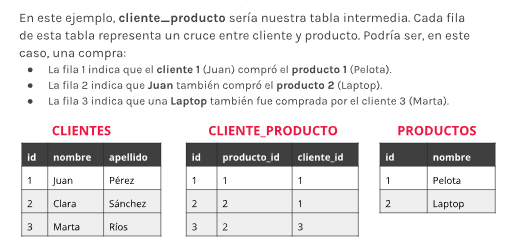 En este ejemplo, cliente_producto sería nuestra tabla intermedia. Cada fila
de esta tabla representa un cruce entre cliente y producto. Podría ser, en este
caso, una compra:
● La fila 1 indica que el cliente 1 (Juan) compró el producto 1 (Pelota).
● La fila 2 indica que Juan también compró el producto 2 (Laptop).
● La fila 3 indica que una Laptop también fue comprada por el cliente 3 (Marta).
CLIENTES
id nombre apellido
1 Juan Pérez
2 Clara Sánchez
3 Marta Ríos
CLIENTE_PRODUCTO
id producto_id cliente_id
1 1 1
2 2 1
3 2 3
PRODUCTOS
id nombre
1 Pelota
2 Laptop